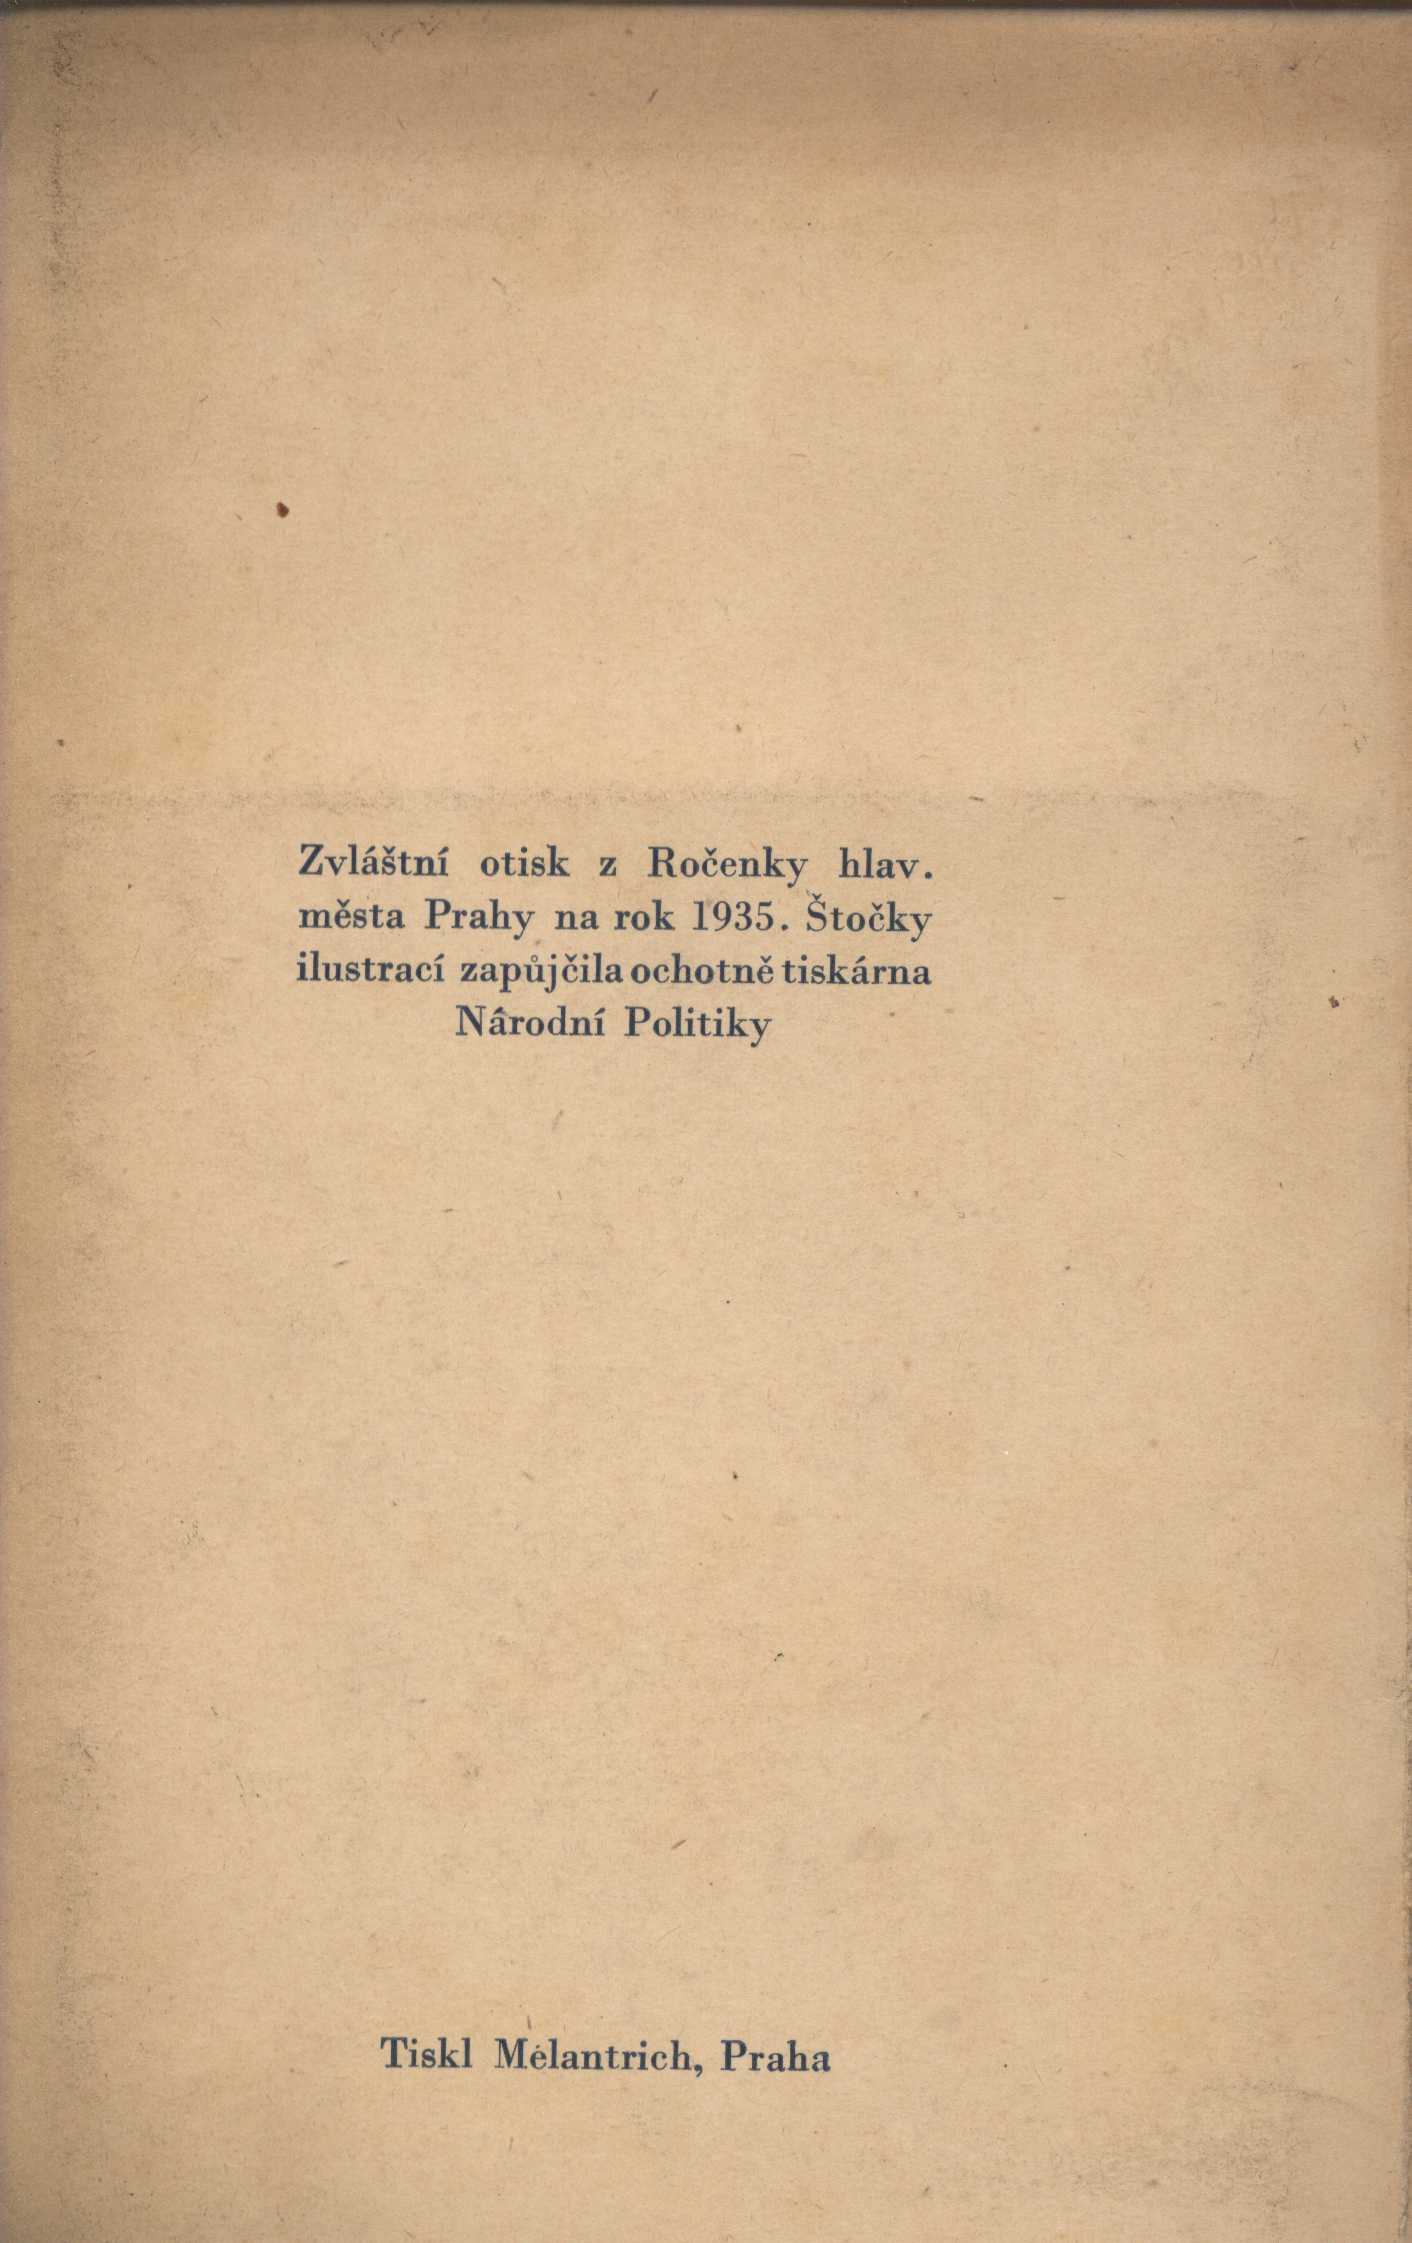 Zvláštní otisk z Ročenky hlav.
města Prahy na rok 1935. Štočky
ilustrací zapůjčila ochotně tiskárna
Národní Politiky
Tiskl Melantrich, Praha